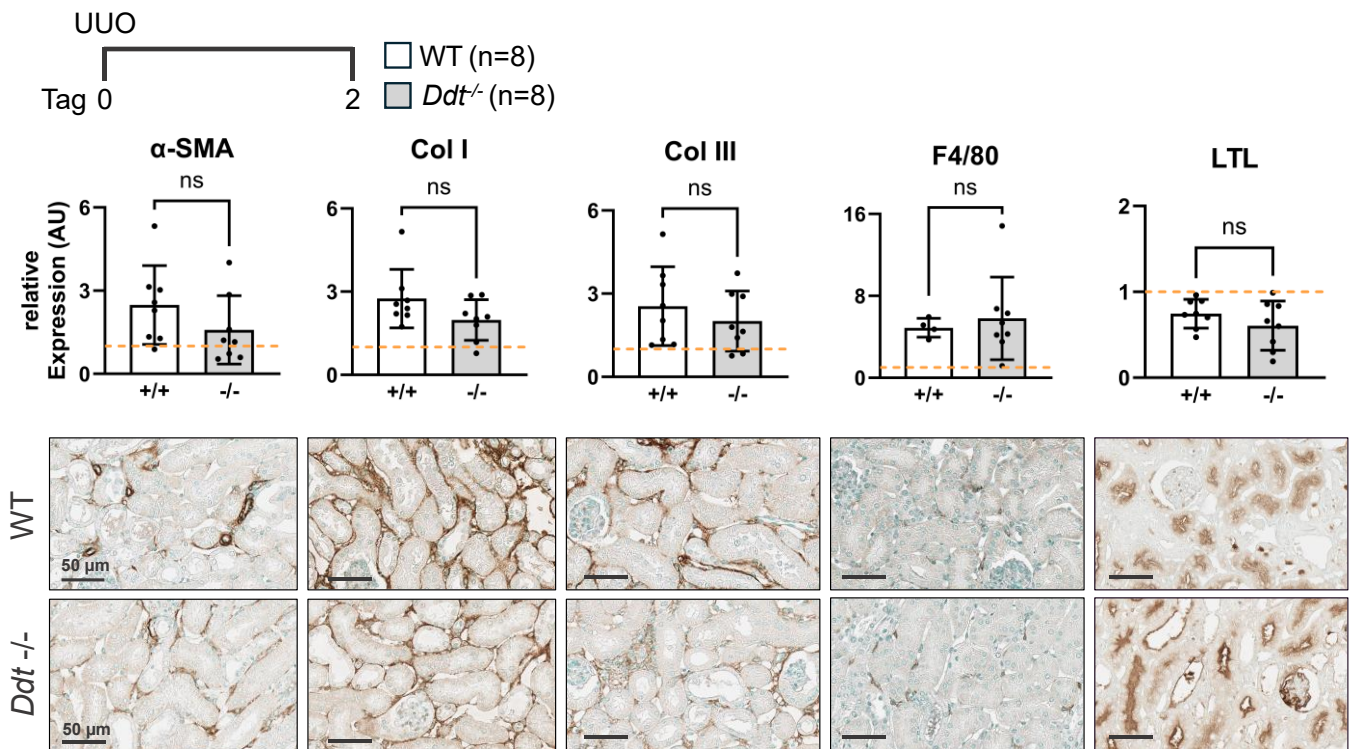 UUO
Tag 0 2
WT (n=8)
Ddt-/- (n=8)
α-SMA
Col I
Col III
F4/80
LTL
relative
Expression (AU)
ns
6
3
0
+/+ -/-
ns
6
3
0
+/+ -/-
ns
6
3
0
+/+ -/-
ns
16
8
0
+/+ -/-
ns
2
1
0
+/+ -/-
WT
50 µm
Ddt -/-
50 µm